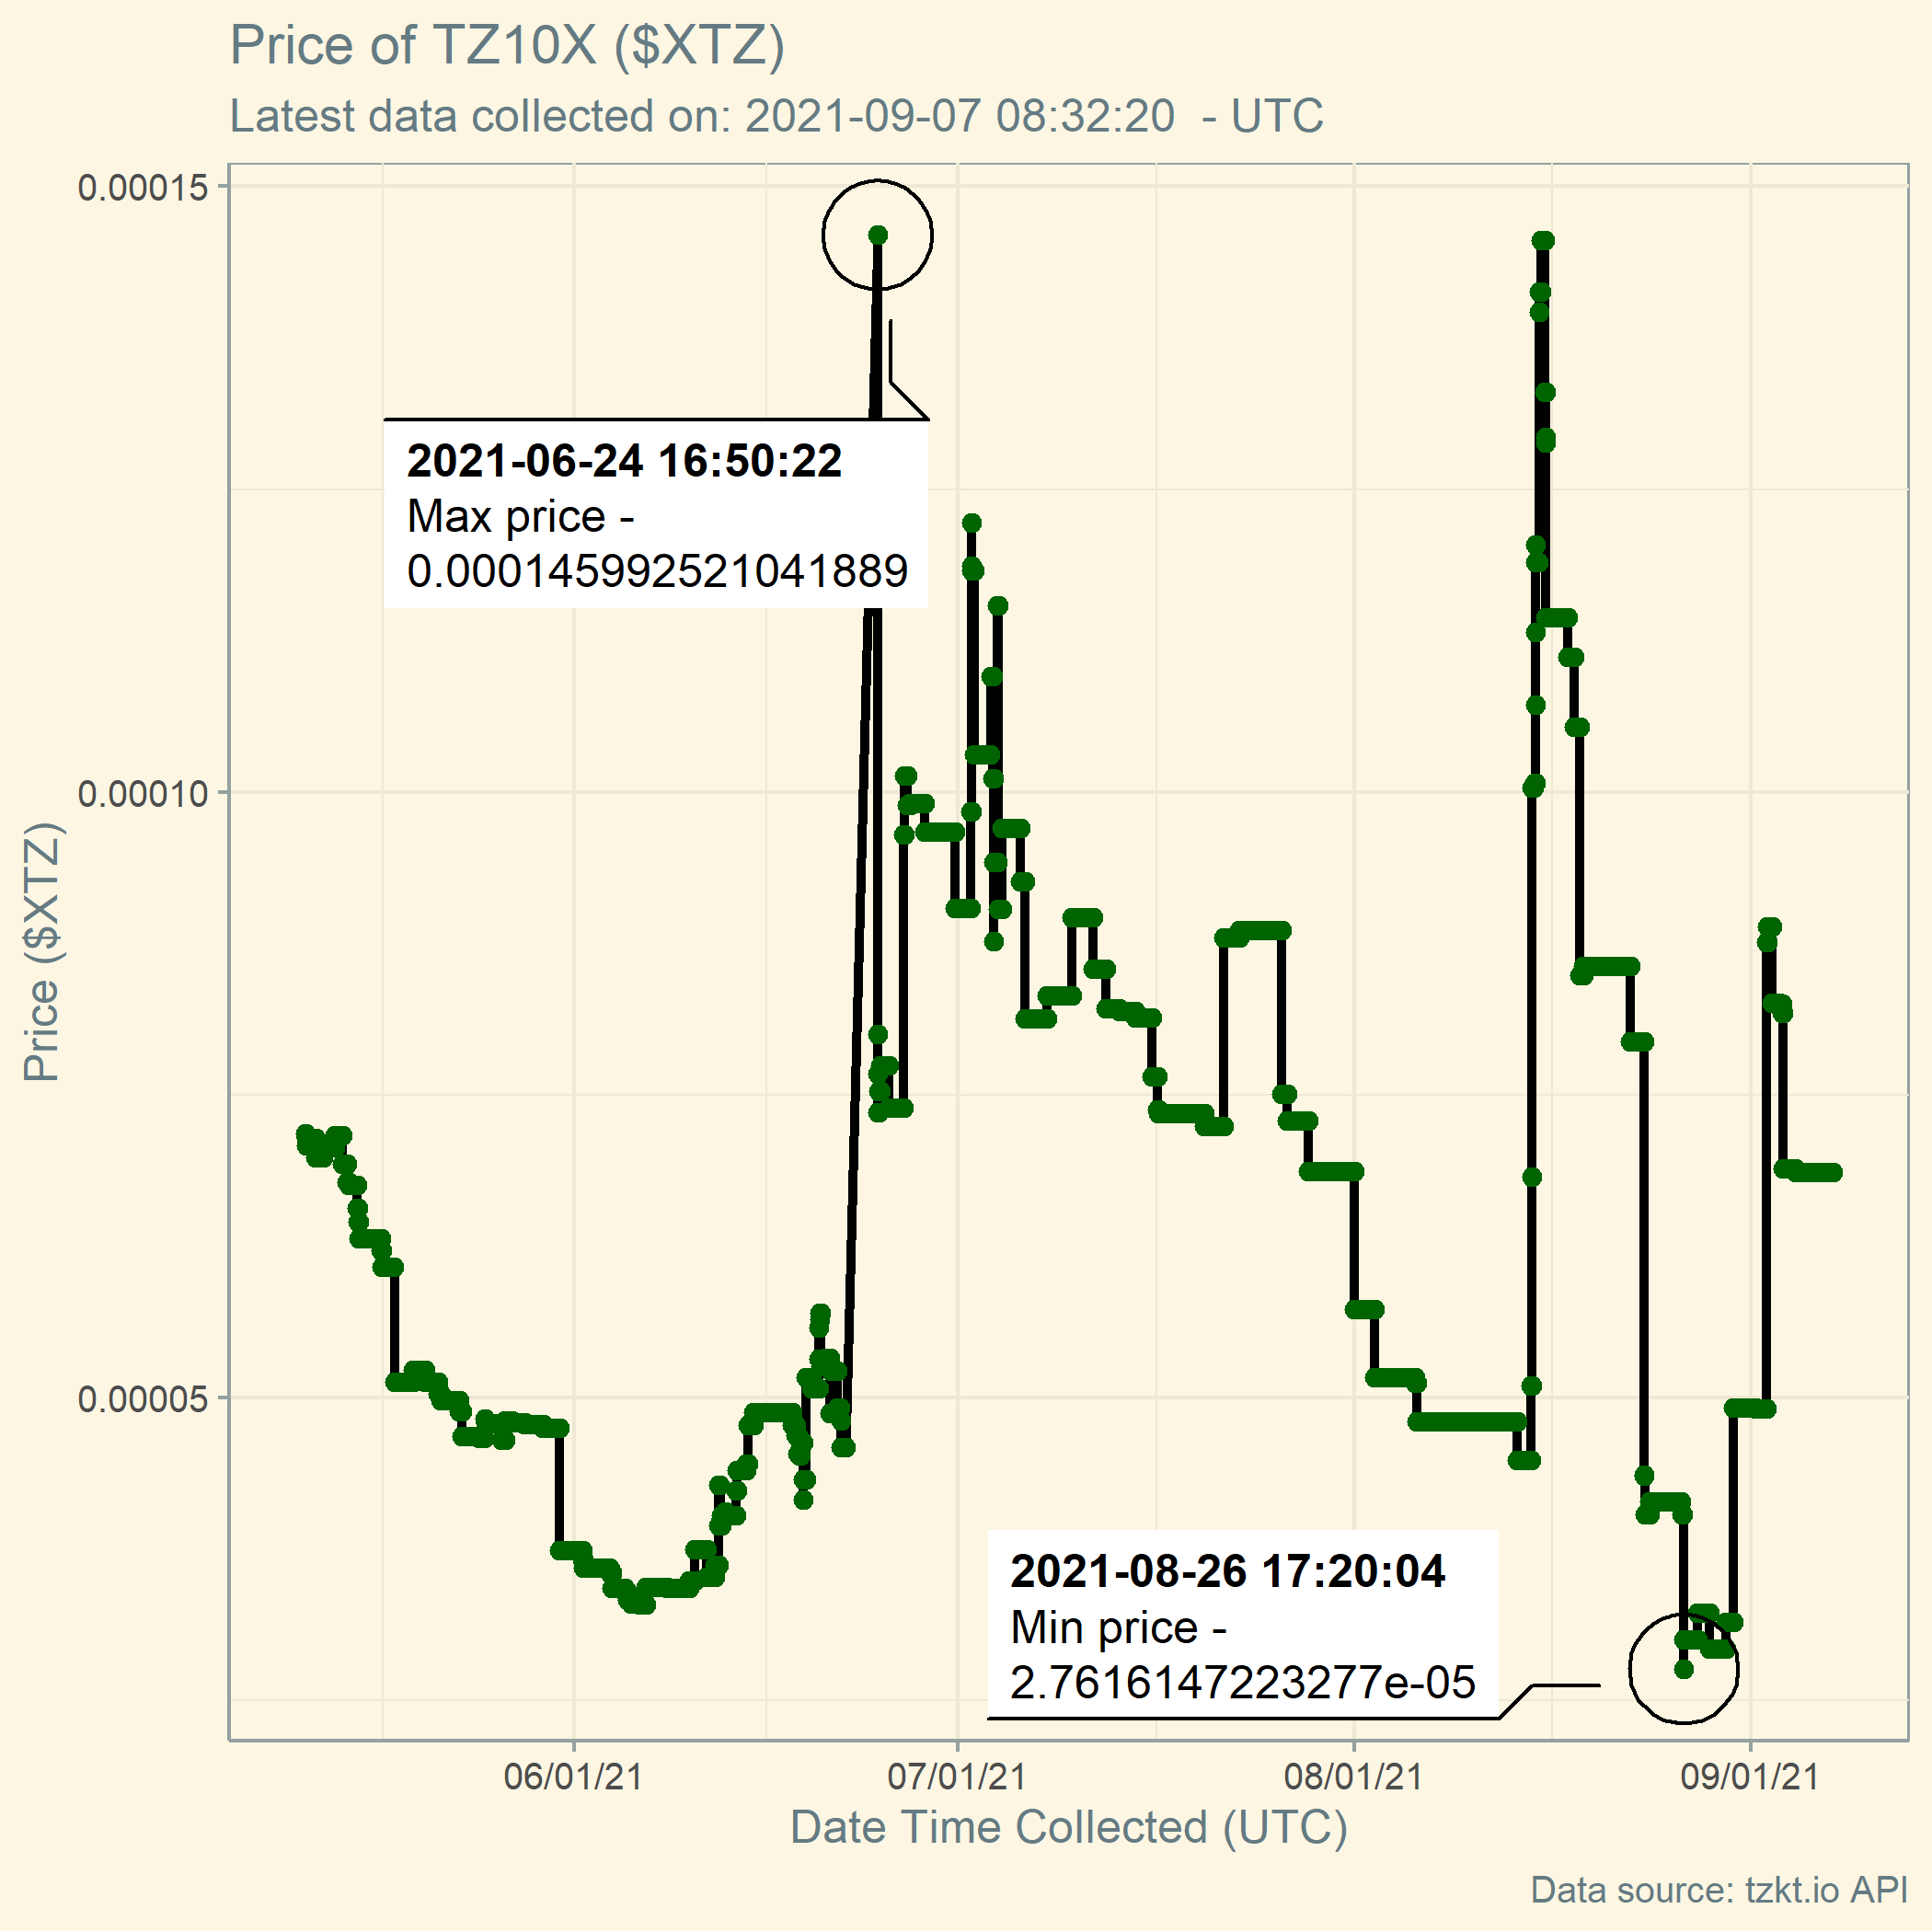 Price of TZ10X ($XTZ)
Latest data collected on: 2021-09-07 08:32:20  - UTC
0.00015
0.00010
0.00005
Price ($XTZ)
2021-06-24 16:50:22
Max price -
0.000145992521041889
2021-08-26 17:20:04
Min price -
2.7616147223277e-05
06/01/21
07/01/21
08/01/21
09/01/21
Date Time Collected (UTC)
Data source: tzkt.io API